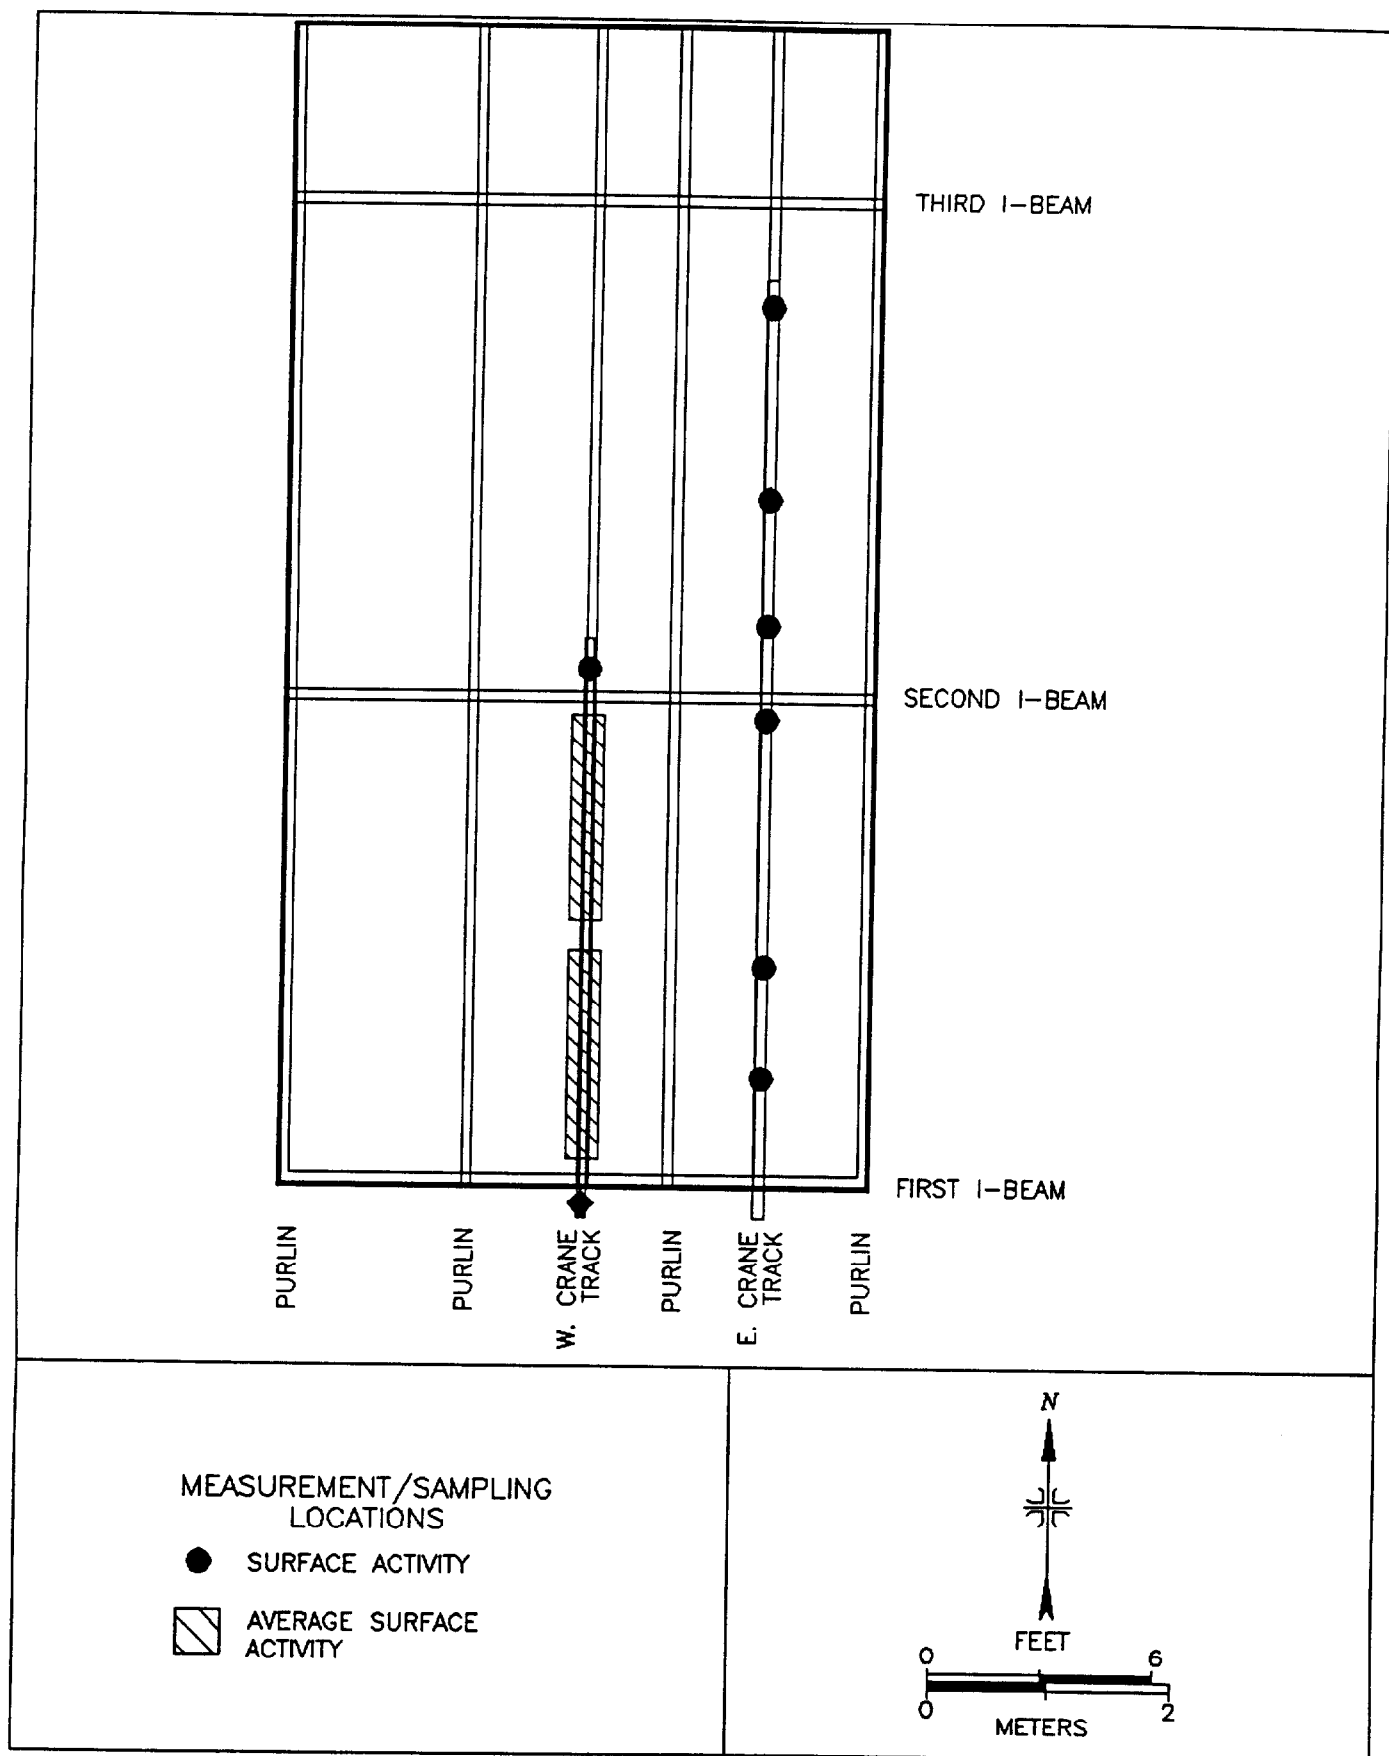 THIRD I-BEAM
SECOND I-BEAM
FIRST I-BEAM
PURLIN
PURLIN
W. CRANE
TRACK
PURLIN
E. CRANE
TRACK
PURLIN
MEASUREMENT/SAMPLING
LOCATIONS
SURFACE ACTIVITY
AVERAGE SURFACE
ACTIVITY
N
FEET
0 6
0 2
METERS